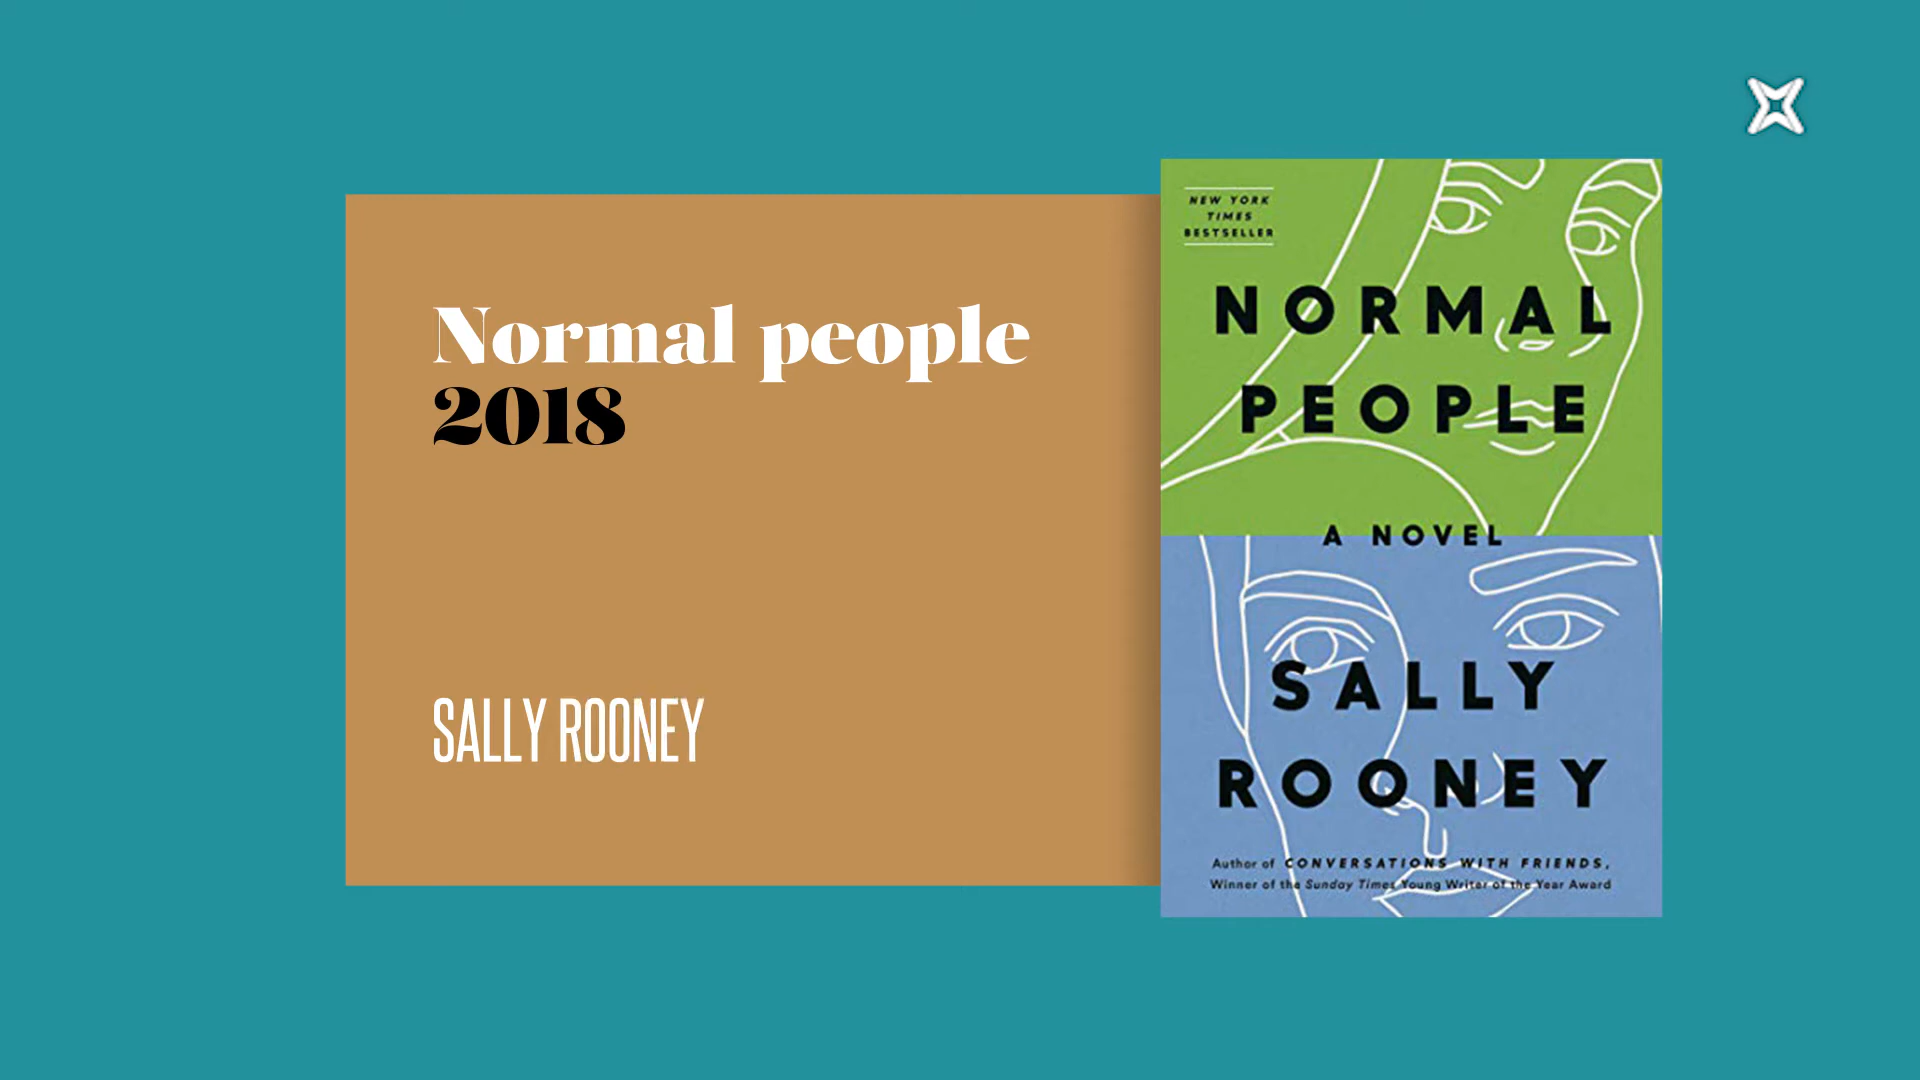 Normal people
2018
SALLY ROONEY
NEW YORK
TIMES
BESTSELLER
NORMAL
PEOPLE
A NOVEL
SALLY
ROONEY
Author of CONVERSATIONS WITH FRIENDS,
Winner of the Sunday Times Young Writer of the Year Award